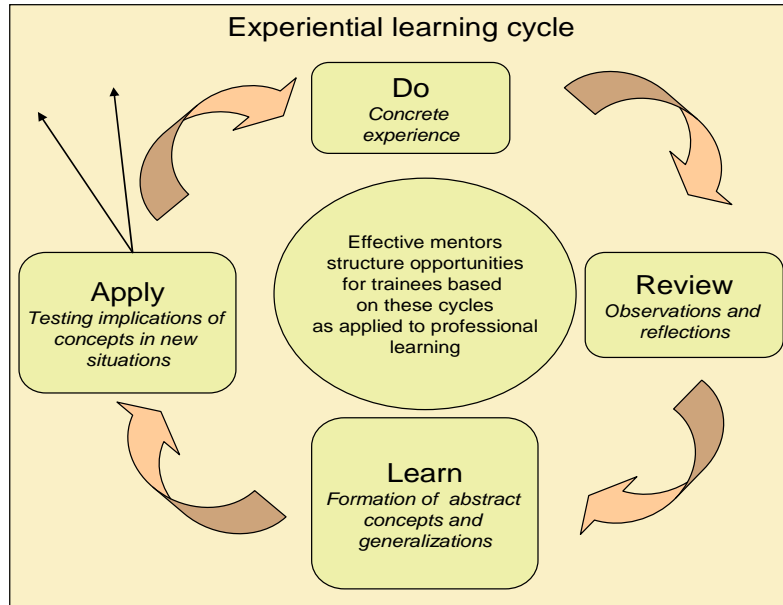 Experiential learning cycle
Do
Concrete
experience
Effective mentors
structure opportunities
for trainees based
on these cycles
as applied to professional
learning
Review
Observations and
reflections
Learn
Formation of abstract
concepts and
generalizations
Apply
Testing implications of
concepts in new
situations